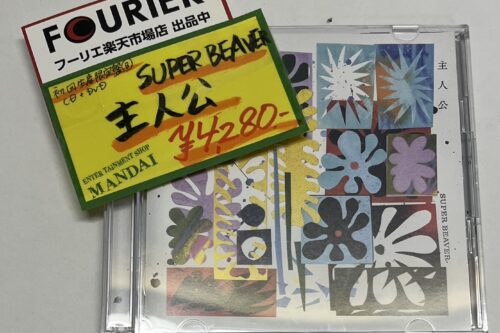 FOURIER
フーリエ楽天市場店 出品中
初回生産限定盤B
CD+DVD
SUPER BEAVER
主人公
¥4,280-
ENTERTAINMENT SHOP
MANDAI
主人公
SUPER BEAVER.